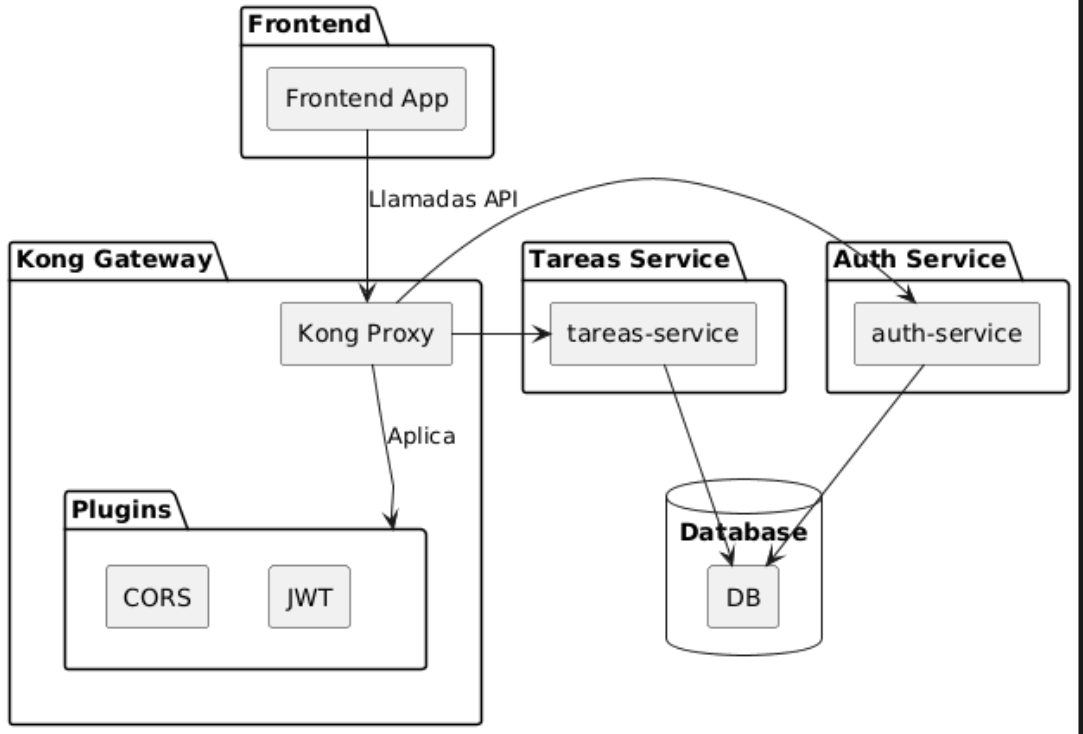 Frontend
Frontend App
Llamadas API
Kong Gateway
Tareas Service
Auth Service
Kong Proxy
tareas-service
auth-service
Aplica
Plugins
Database
CORS
JWT
DB